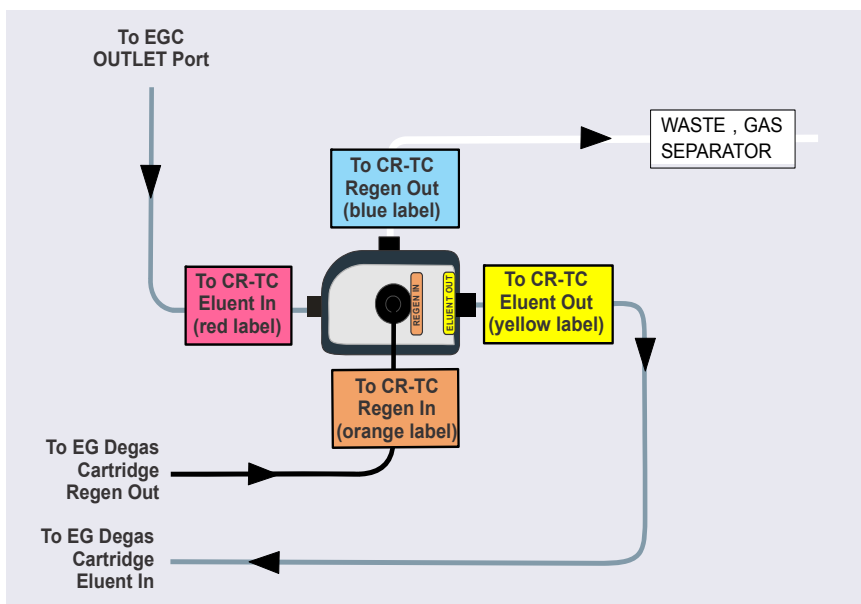 To EGC
OUTLET Port
WASTE , GAS
SEPARATOR
To CR-TC
Regen Out
(blue label)
To CR-TC
Eluent In
(red label)
REGEN IN
ELUENT OUT
To CR-TC
Eluent Out
(yellow label)
To CR-TC
Regen In
(orange label)
To EG Degas
Cartridge
Regen Out
To EG Degas
Cartridge
Eluent In